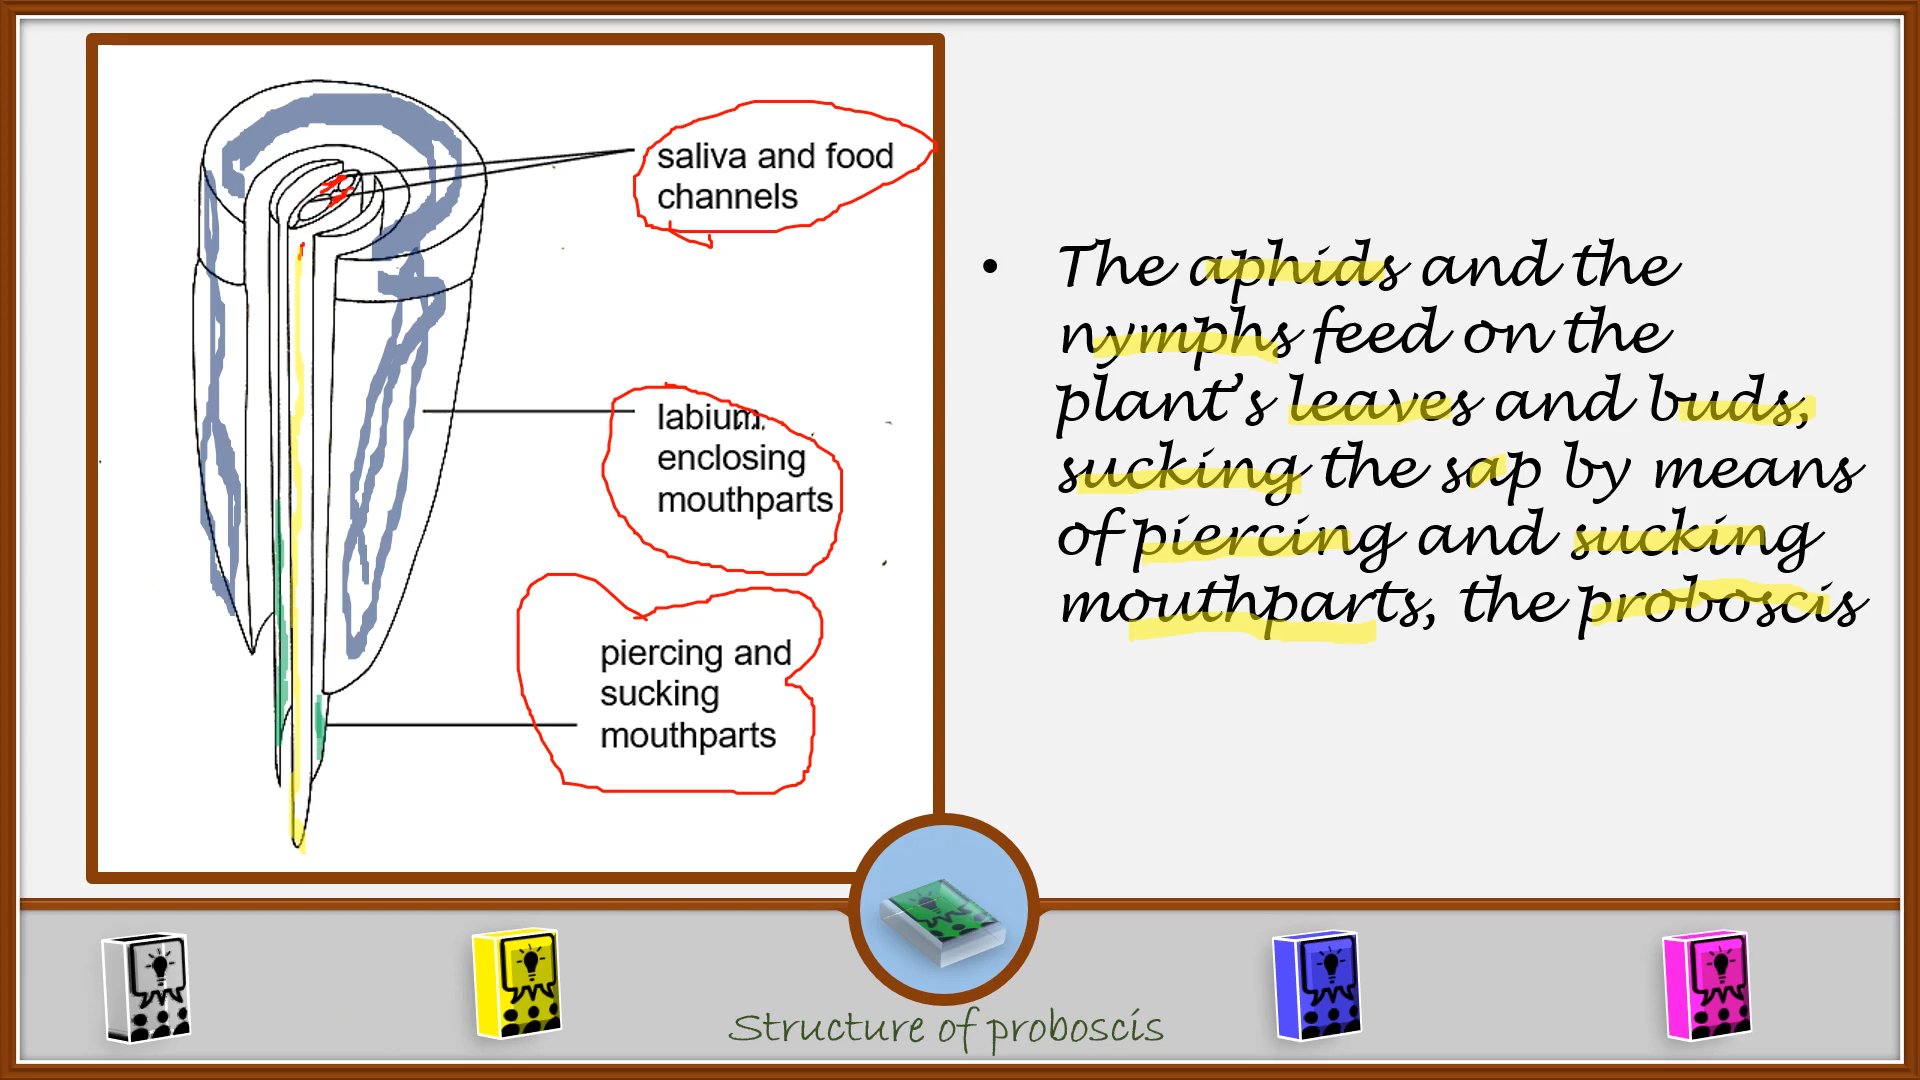 saliva and food
channels
labium,
enclosing
mouthparts
piercing and
sucking
mouthparts
• The aphids and the
nymphs feed on the
plant's leaves and buds,
sucking the sap by means
of piercing and sucking
mouthparts, the proboscis
Structure of proboscis